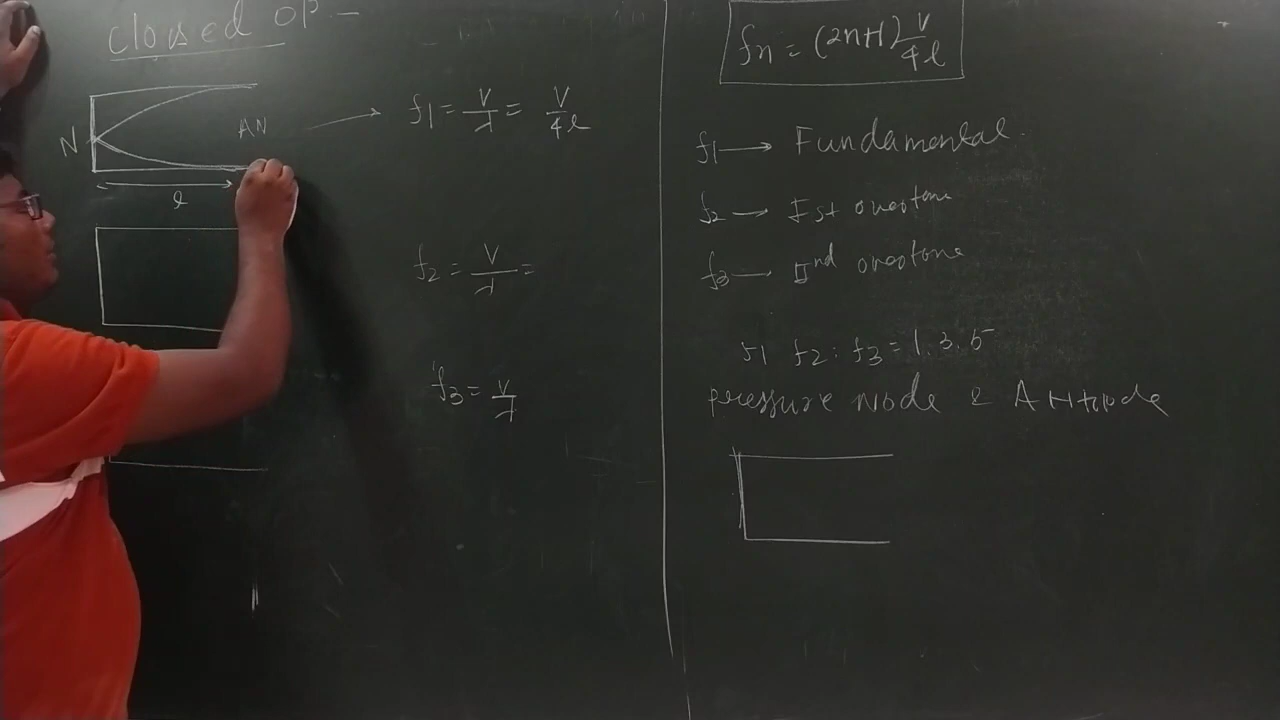 Closed OP -
N AN
l
f1 = V/λ = V/4l
f2 = V/λ =
f3 = V/λ
fn = (2n+1) V/4l
f1 → Fundamental
f2 — Ist overtone
f3 — IInd overtone
f1 f2 : f3 = 1. 3. 5
pressure Node & AntNode